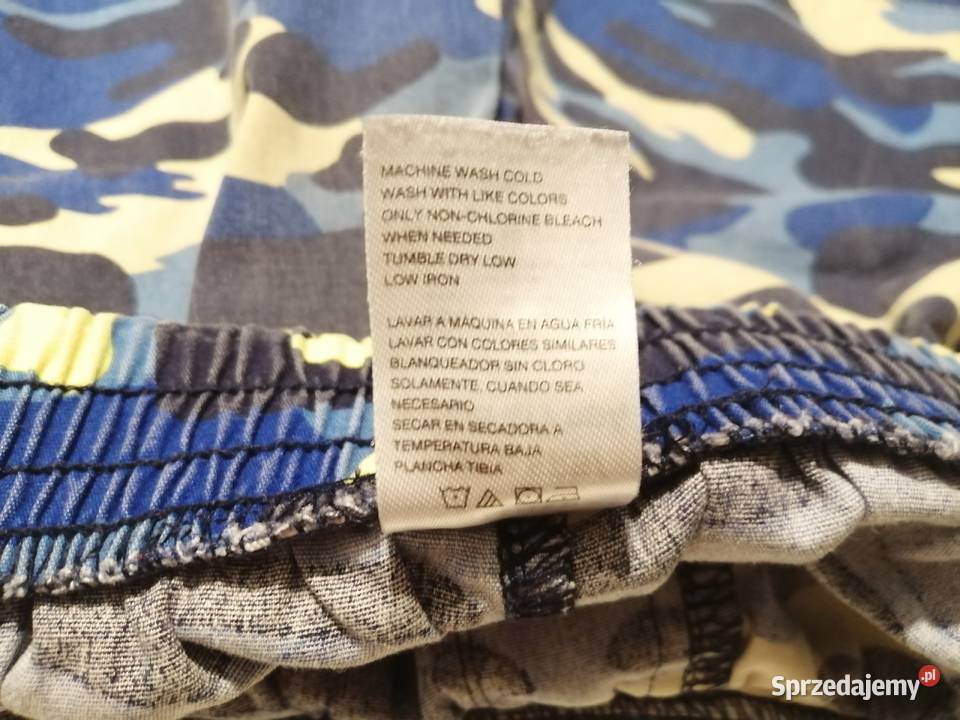 MACHINE WASH COLD
WASH WITH LIKE COLORS
ONLY NON-CHLORINE BLEACH
WHEN NEEDED
TUMBLE DRY LOW
LOW IRON
LAVAR A MAQUINA EN AGUA FRIA
LAVAR CON COLORES SIMILARES
BLANQUEADOR SIN CLORO
SOLAMENTE, CUANDO SEA
NECESARIO
SECAR EN SECADORA A
TEMPERATURA BAJA
PLANCHA TIBIA
Sprzedajemy.pl